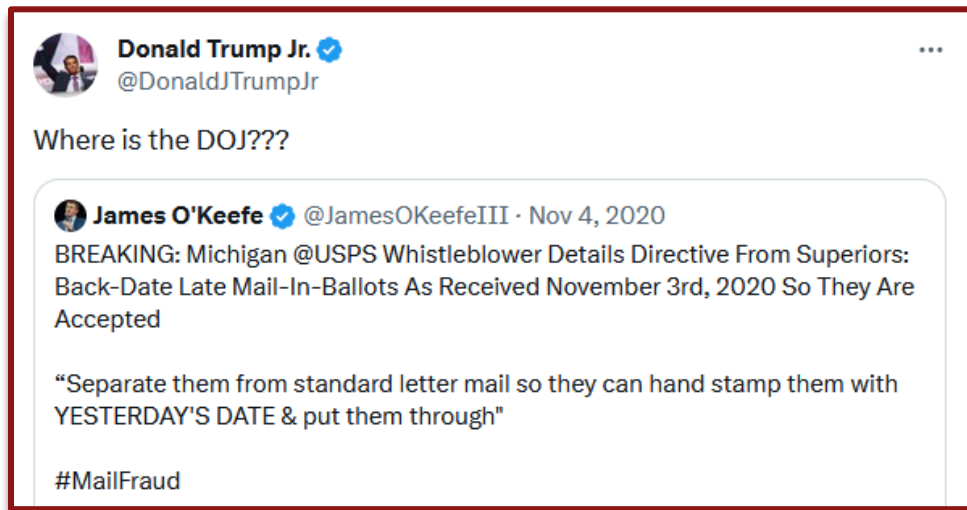 Donald Trump Jr.
@DonaldJTrumpJr
Where is the DOJ???
James O'Keefe @JamesOKeefeIII · Nov 4, 2020
BREAKING: Michigan @USPS Whistleblower Details Directive From Superiors:
Back-Date Late Mail-In-Ballots As Received November 3rd, 2020 So They Are
Accepted
“Separate them from standard letter mail so they can hand stamp them with
YESTERDAY'S DATE & put them through"
#MailFraud